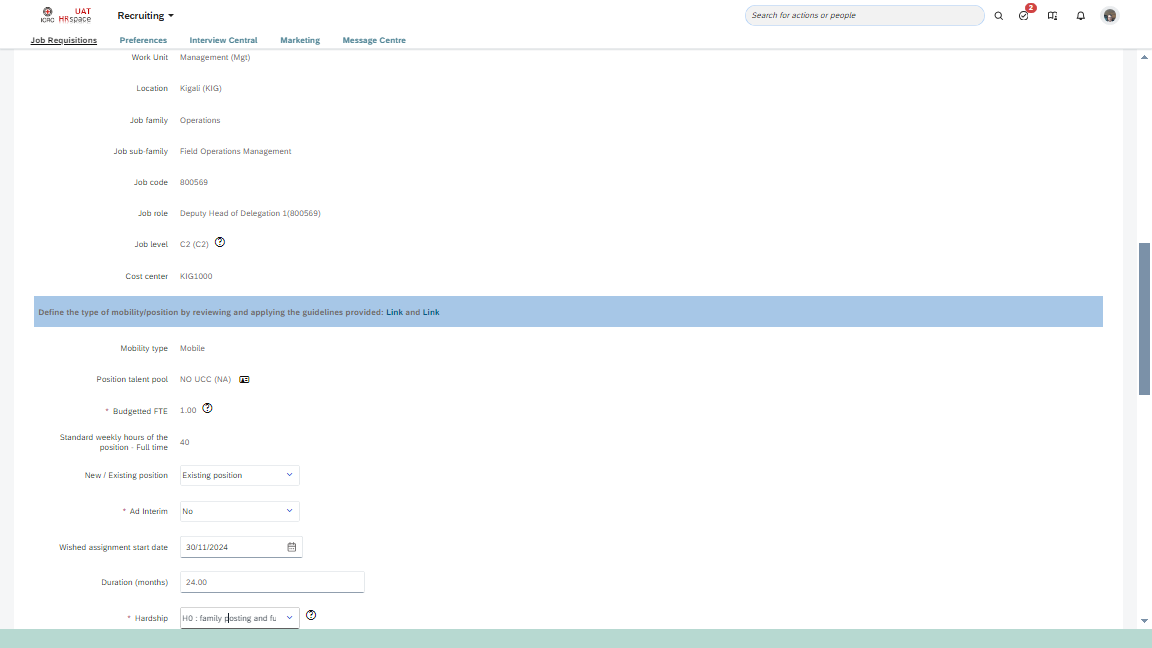 ICRC
UAT
HRspace
Recruiting
Search for actions or people
2
Job Requisitions
Preferences
Interview Central
Marketing
Message Centre
Work Unit Management (Mgt)
Location Kigali (KIG)
Job family Operations
Job sub-family Field Operations Management
Job code 800569
Job role Deputy Head of Delegation 1(800569)
Job level C2 (C2)
Cost center KIG1000
Define the type of mobility/position by reviewing and applying the guidelines provided: Link and Link
Mobility type Mobile
Position talent pool NO UCC (NA)
* Budgetted FTE 1.00
Standard weekly hours of the
position - Full time 40
New / Existing position Existing position
* Ad Interim No
Wished assignment start date 30/11/2024
Duration (months) 24.00
* Hardship H0 : family posting and fu